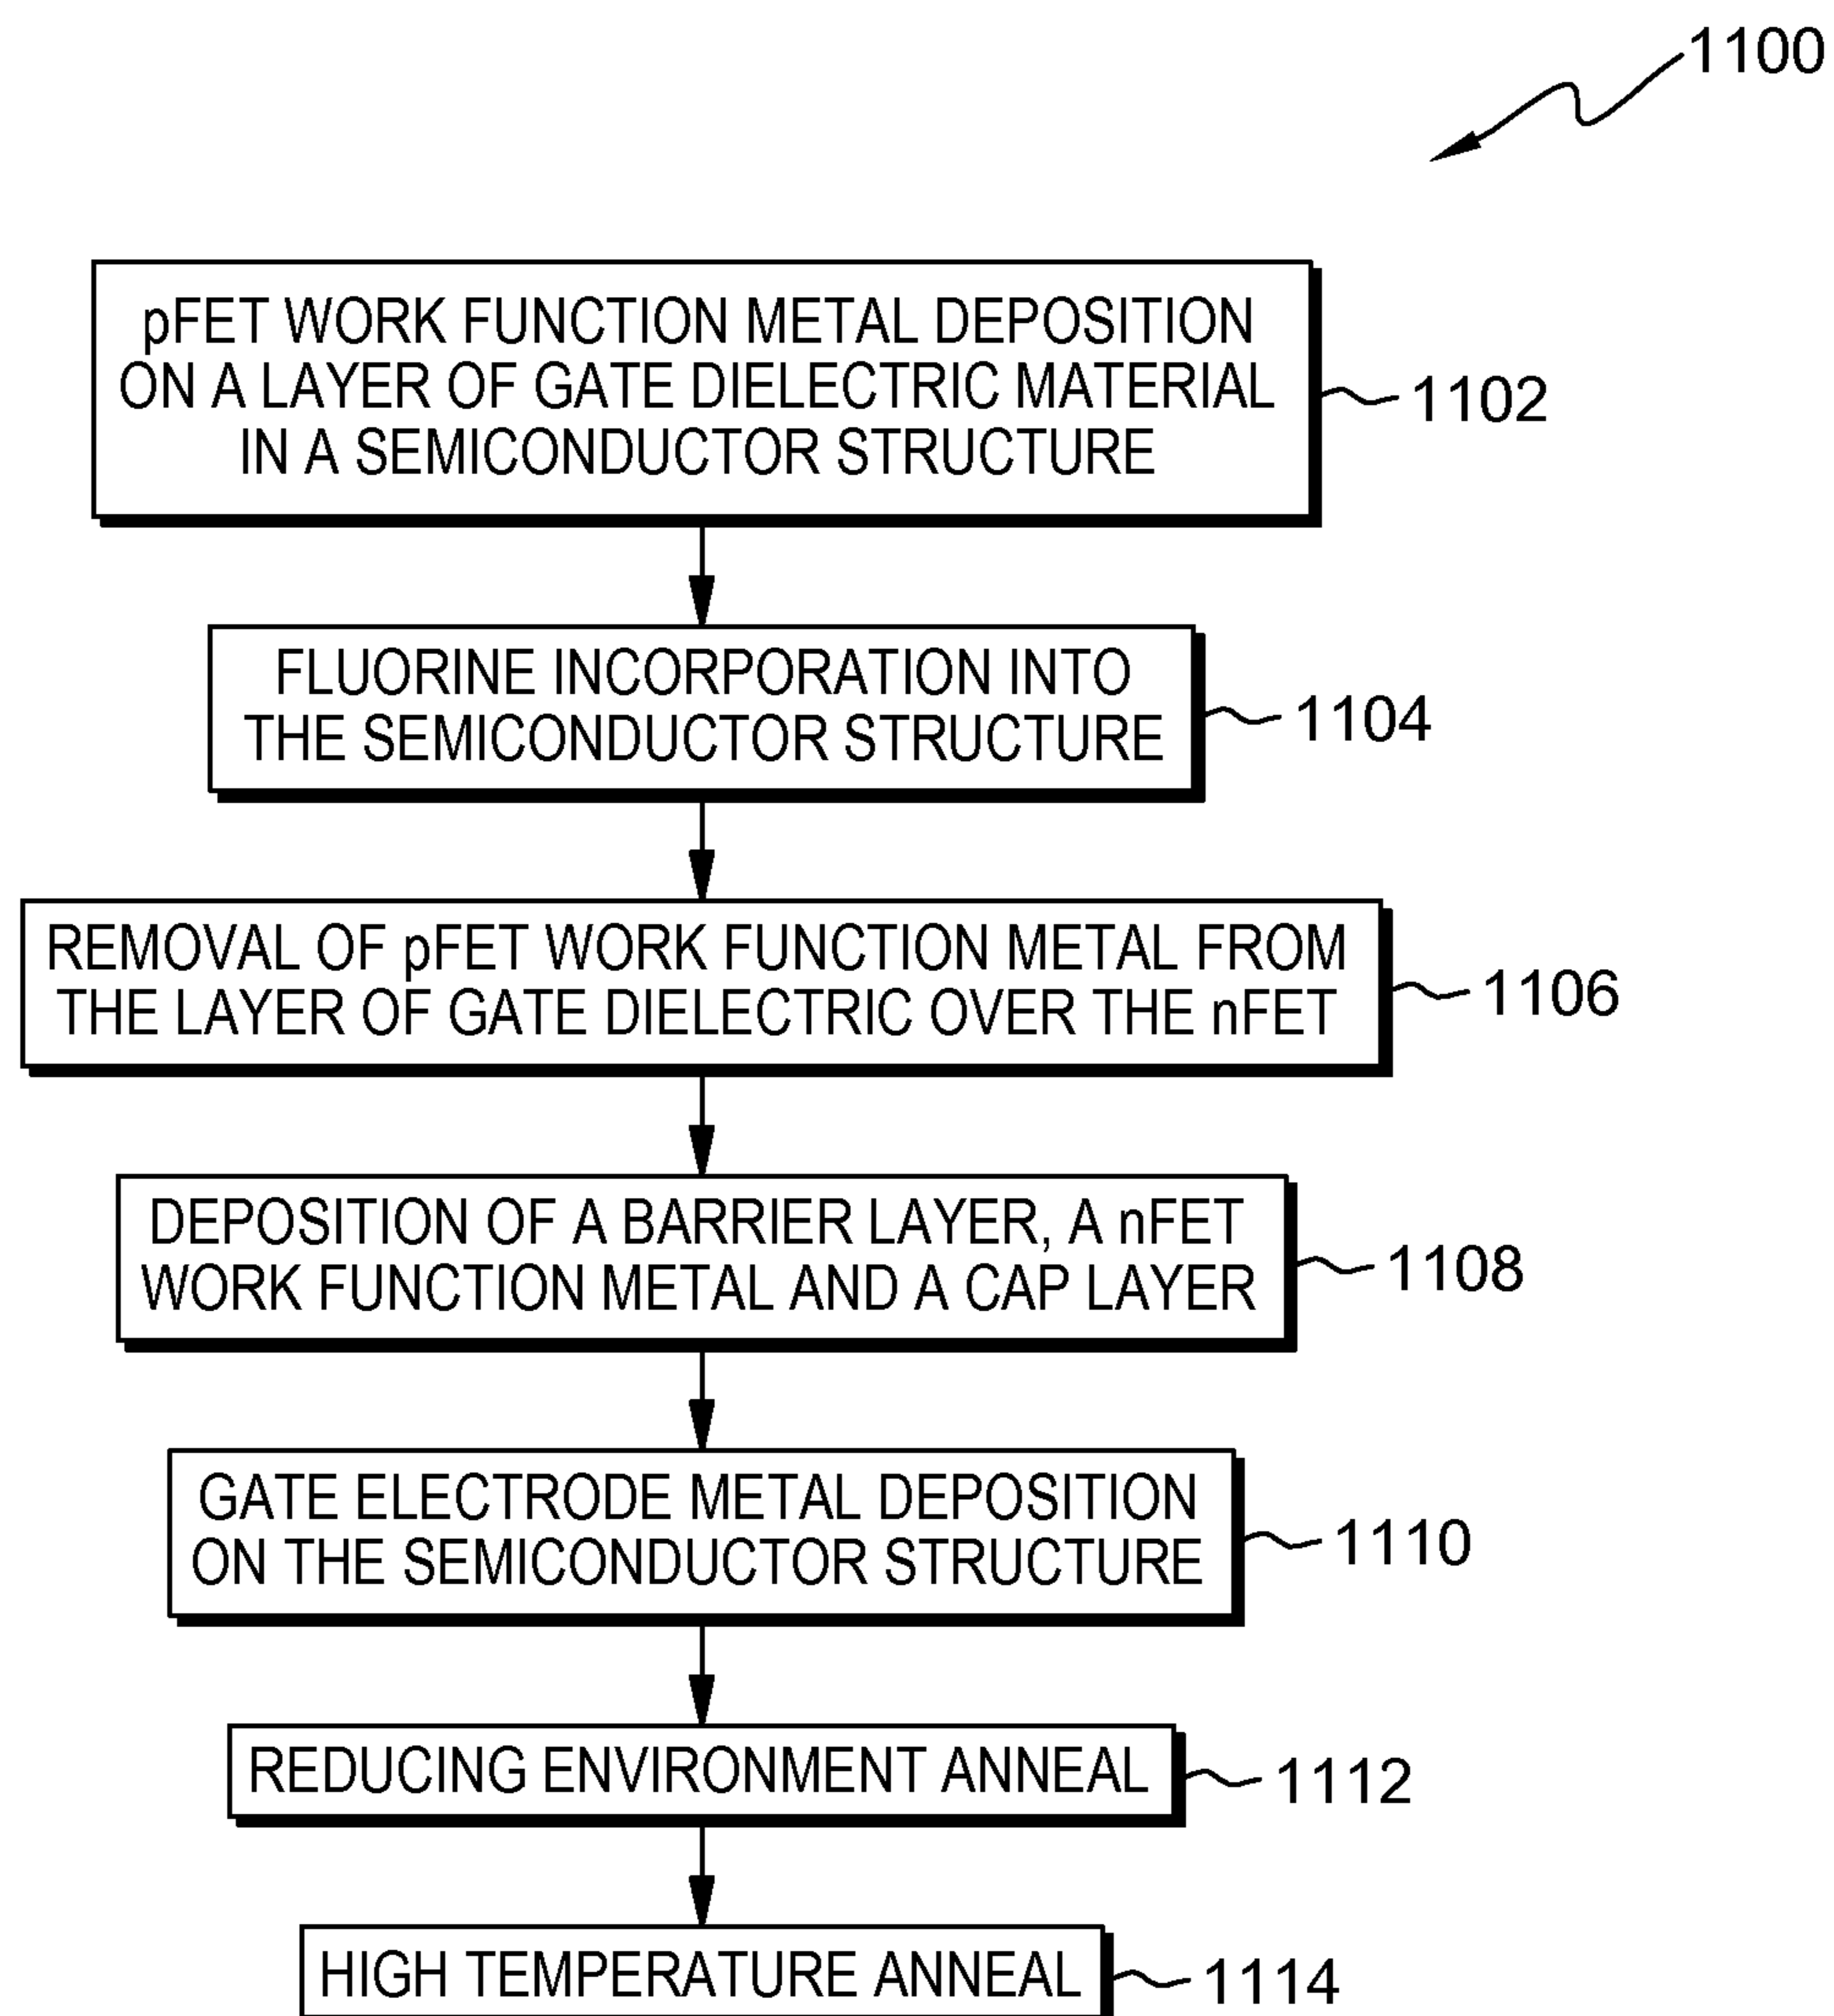 1100
pFET WORK FUNCTION METAL DEPOSITION
ON A LAYER OF GATE DIELECTRIC MATERIAL
IN A SEMICONDUCTOR STRUCTURE
1102
FLUORINE INCORPORATION INTO
THE SEMICONDUCTOR STRUCTURE
1104
REMOVAL OF pFET WORK FUNCTION METAL FROM
THE LAYER OF GATE DIELECTRIC OVER THE nFET
1106
DEPOSITION OF A BARRIER LAYER, A nFET
WORK FUNCTION METAL AND A CAP LAYER
1108
GATE ELECTRODE METAL DEPOSITION
ON THE SEMICONDUCTOR STRUCTURE
1110
REDUCING ENVIRONMENT ANNEAL
1112
HIGH TEMPERATURE ANNEAL
1114